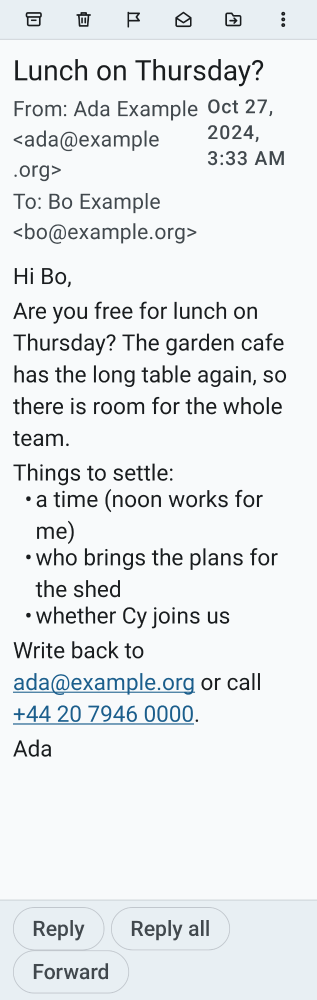 Lunch on Thursday?
From: Ada Example
<ada@example
.org>
Oct 27,
2024,
3:33 AM
To: Bo Example
<bo@example.org>
Hi Bo,
Are you free for lunch on
Thursday? The garden cafe
has the long table again, so
there is room for the whole
team.
Things to settle:
• a time (noon works for
me)
• who brings the plans for
the shed
• whether Cy joins us
Write back to
ada@example.org or call
+44 20 7946 0000.
Ada
Reply
Reply all
Forward